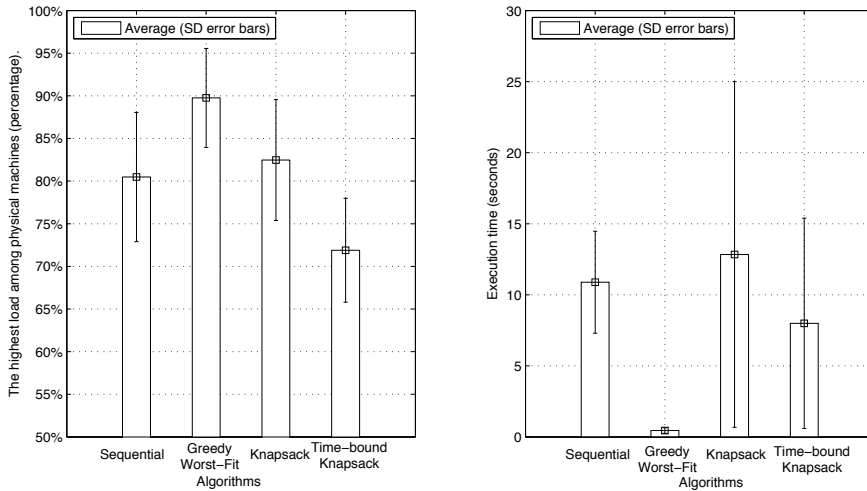 100%
95%
90%
85%
80%
75%
70%
65%
60%
55%
50%
The highest load among physical machines (percentage).
Average (SD error bars)
Sequential
Greedy
Worst−Fit
Knapsack
Time−bound
Knapsack
Algorithms
30
25
20
15
10
5
0
Execution time (seconds)
Average (SD error bars)
Sequential
Greedy
Worst−Fit
Knapsack
Time−bound
Knapsack
Algorithms